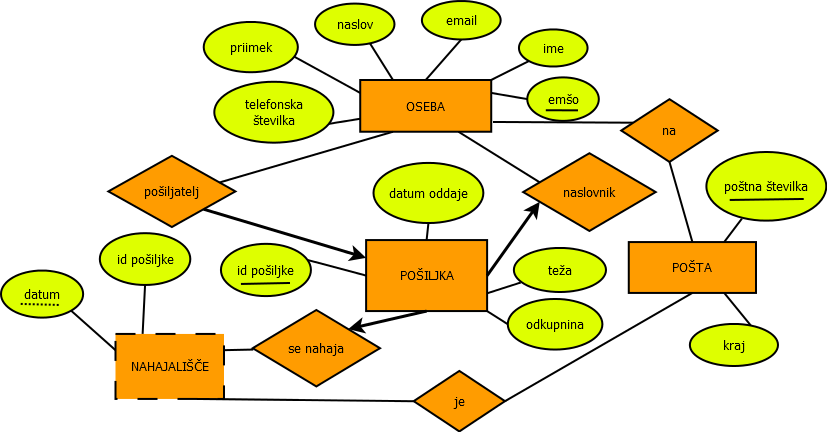 email
naslov
priimek
ime
emšo
OSEBA
telefonska
številka
na
pošiljatelj
datum oddaje
naslovnik
poštna številka
id pošiljke
id pošiljke
POŠILJKA
teža
POŠTA
datum
odkupnina
se nahaja
kraj
NAHAJALIŠČE
je